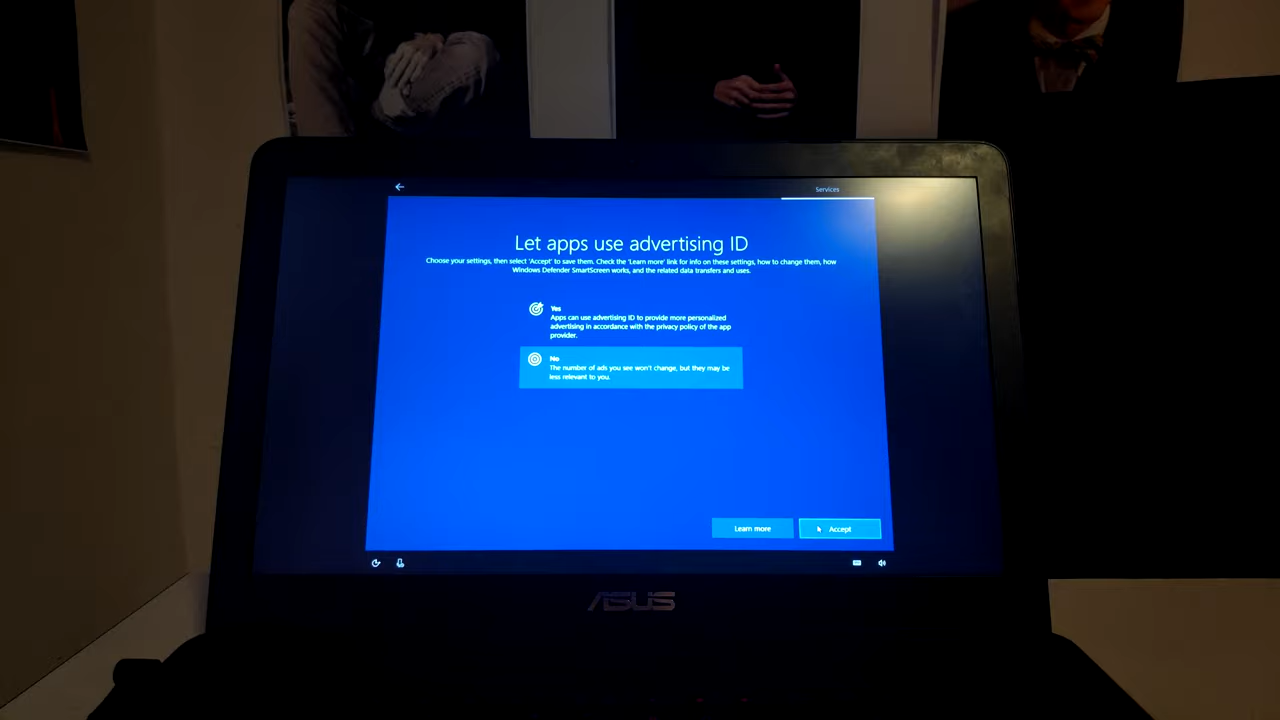 Services
Let apps use advertising ID
Choose your settings, then select 'Accept' to save them. Check the 'Learn more' link for info on these settings, how to change them, how
Windows Defender SmartScreen works, and the related data transfers and uses.
Yes
Apps can use advertising ID to provide more personalized
advertising in accordance with the privacy policy of the app
provider.
No
The number of ads you see won't change, but they may be
less relevant to you.
Learn more
Accept
ASUS